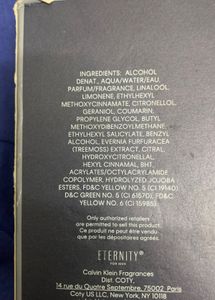 INGREDIENTS: ALCOHOL
DENAT., AQUA/WATER/EAU,
PARFUM/FRAGRANCE, LINALOOL,
LIMONENE, ETHYLHEXYL
METHOXYCINNAMATE, CITRONELLOL,
GERANIOL, COUMARIN,
PROPYLENE GLYCOL, BUTYL
METHOXYDIBENZOYLMETHANE,
ETHYLHEXYL SALICYLATE, BENZYL
ALCOHOL, EVERNIA FURFURACEA
(TREEMOSS) EXTRACT, CITRAL,
HYDROXYCITRONELLAL,
HEXYL CINNAMAL, BHT,
ACRYLATES/OCTYLACRYLAMIDE
COPOLYMER, HYDROLYZED JOJOBA
ESTERS, FD&C YELLOW NO. 5 (CI 19140),
D&C GREEN NO. 5 (CI 61570), FD&C
YELLOW NO. 6 (CI 15985).
Only authorized retailers
are permitted to sell this product.
Ce produit ne peut être vendu
que par les dépositaires agréés.
ETERNITY®
FOR MEN
Calvin Klein Fragrances
Dist. COTY,
14 rue du Quatre Septembre, 75002 Paris
Coty US LLC, New York, NY 10118